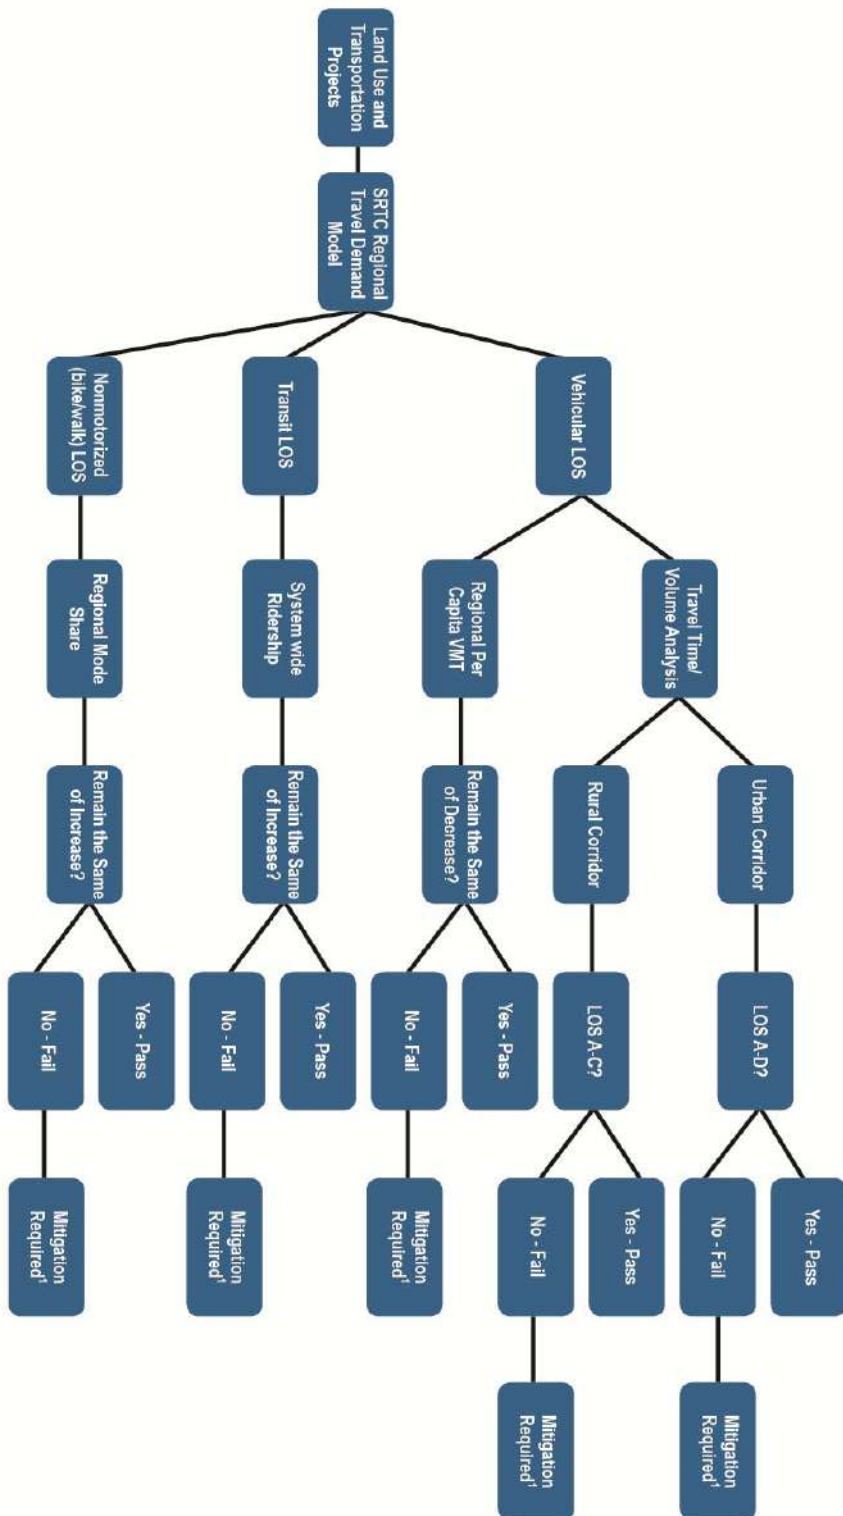 Land Use and
Transportation
Projects
SRTC Regional
Travel Demand
Model
Vehicular LOS
Transit LOS
Nonmotorized
(bike/walk) LOS
Travel Time/
Volume Analysis
Regional Per
Capita VMT
System wide
Ridership
Regional Mode
Share
Urban Corridor
Rural Corridor
Remain the Same
of Decrease?
Remain the Same
of Increase?
Remain the Same
of Increase?
LOS A-D?
LOS A-C?
Yes - Pass
No - Fail
Yes - Pass
No - Fail
Yes - Pass
No - Fail
Yes - Pass
No - Fail
Yes - Pass
No - Fail
Mitigation
Required¹
Mitigation
Required¹
Mitigation
Required¹
Mitigation
Required¹
Mitigation
Required¹